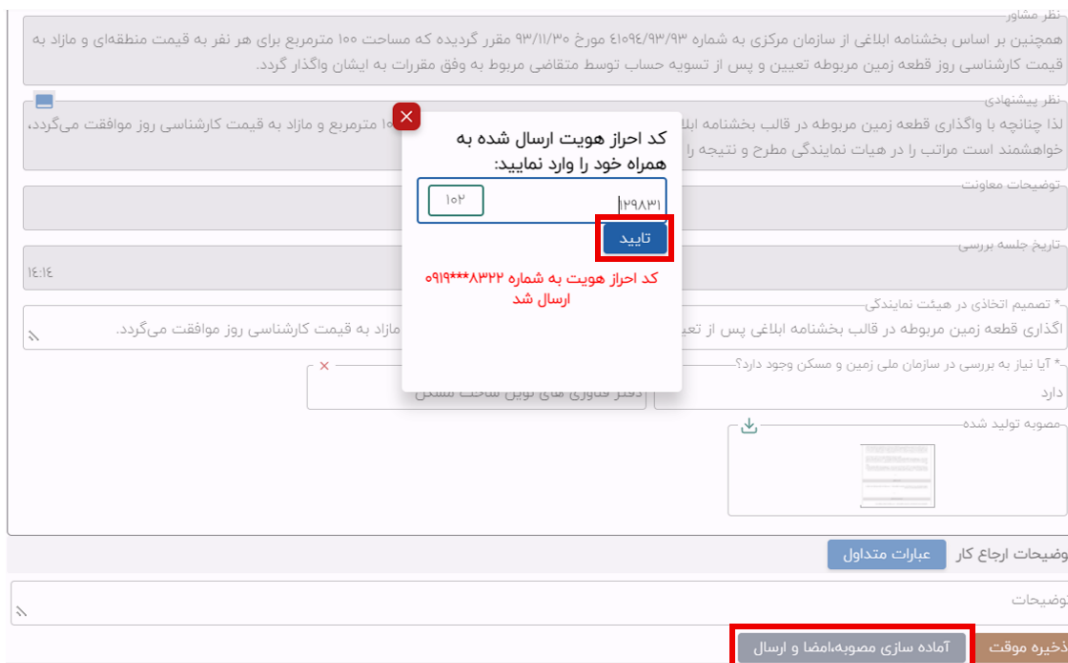 نظر مشاور
همچنین بر اساس بخشنامه ابلاغی از سازمان مرکزی به شماره ۴۱۰۹۴/۹۳/۹۳ مورخ ۹۳/۱۱/۳۰ مقرر گردیده که مساحت ۱۰۰ مترمربع برای هر نفر به قیمت منطقه‌ای و مازاد به
قیمت کارشناسی روز قطعه زمین مربوطه تعیین و پس از تسویه حساب توسط متقاضی مربوط به وفق مقررات به ایشان واگذار گردد.
نظر پیشنهادی
لذا چنانچه با واگذاری قطعه زمین مربوطه در قالب بخشنامه ابلا ۱۰ مترمربع و مازاد به قیمت کارشناسی روز موافقت می‌گردد،
خواهشمند است مراتب را در هیات نمایندگی مطرح و نتیجه را
توضیحات معاونت
تاریخ جلسه بررسی
۱۴:۱۴
* تصمیم اتخاذی در هیئت نمایندگی
اگذاری قطعه زمین مربوطه در قالب بخشنامه ابلاغی پس از تعی مازاد به قیمت کارشناسی روز موافقت می‌گردد.
* آیا نیاز به بررسی در سازمان ملی زمین و مسکن وجود دارد؟
دارد
دفتر فناوری های نوین ساخت مسکن
مصوبه تولید شده
کد احراز هویت ارسال شده به
همراه خود را وارد نمایید:
۱۲۹۸۳۱
۱۰۲
تایید
کد احراز هویت به شماره ۰۹۱۹***۸۳۲۲
ارسال شد
وضیحات ارجاع کار
عبارات متداول
توضیحات
ذخیره موقت
آماده سازی مصوبه،امضا و ارسال